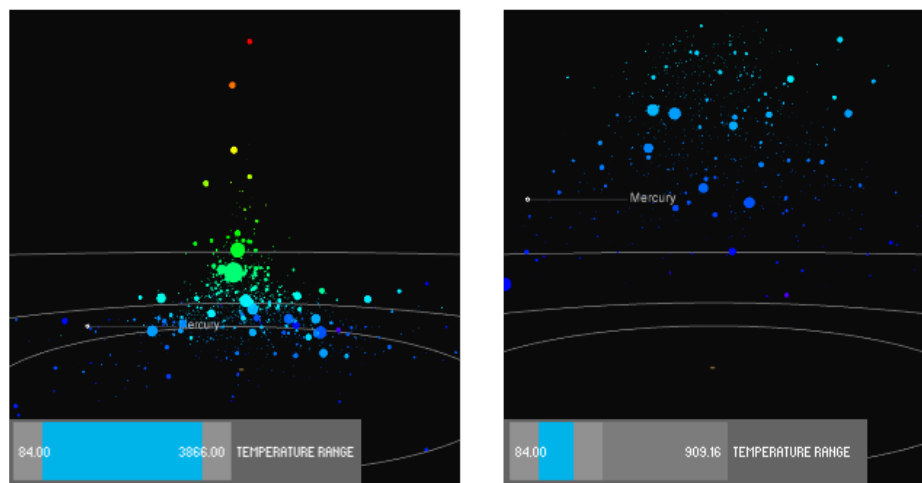 Mercury
84.00 3866.00 TEMPERATURE RANGE
Mercury
84.00 909.16 TEMPERATURE RANGE